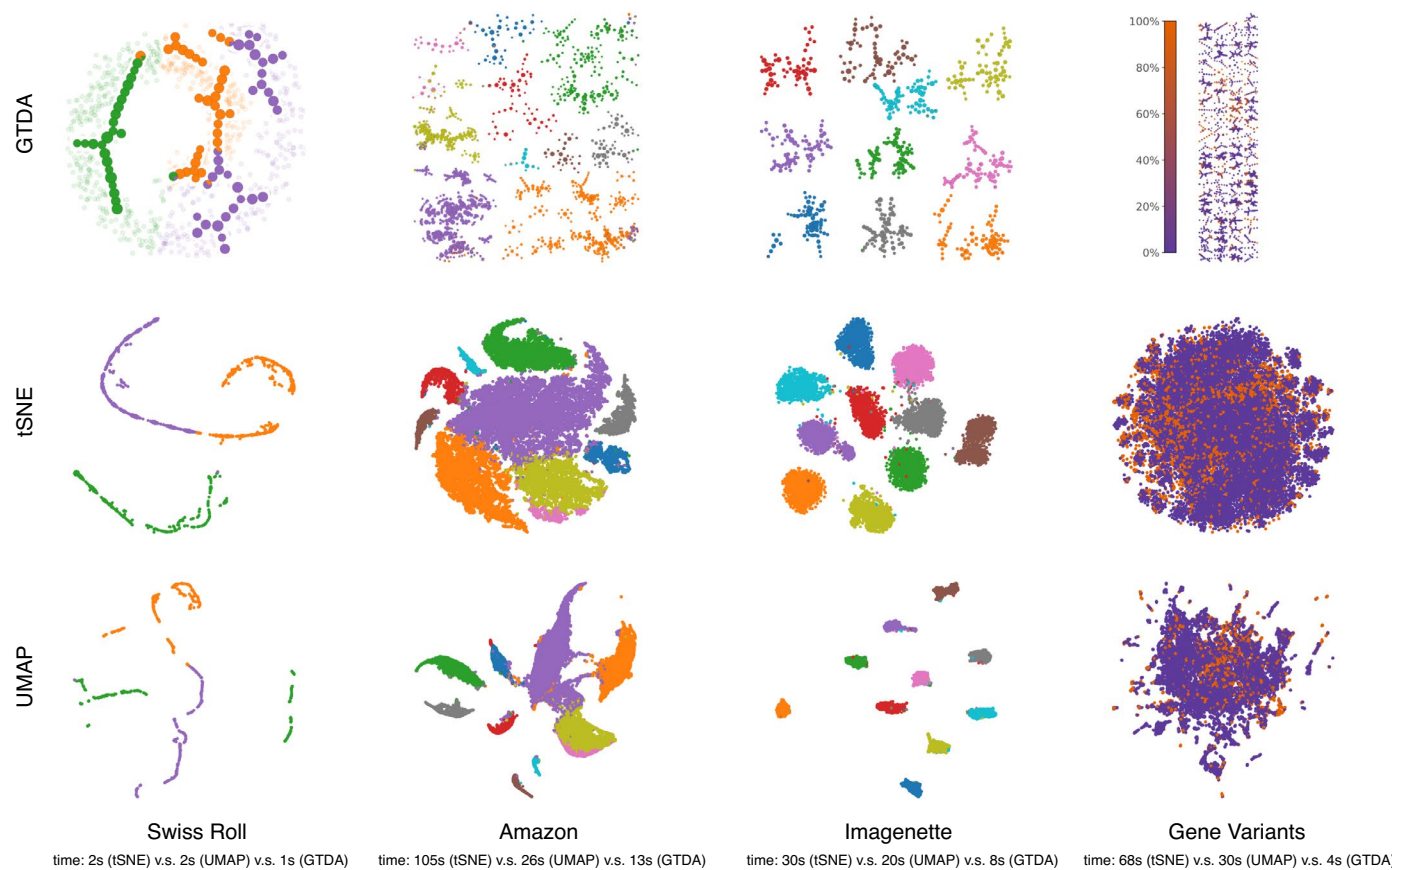 GTDA
100%
80%
60%
40%
20%
0%
tSNE
UMAP
Swiss Roll
Amazon
Imagenette
Gene Variants
time: 2s (tSNE) v.s. 2s (UMAP) v.s. 1s (GTDA)
time: 105s (tSNE) v.s. 26s (UMAP) v.s. 13s (GTDA)
time: 30s (tSNE) v.s. 20s (UMAP) v.s. 8s (GTDA)
time: 68s (tSNE) v.s. 30s (UMAP) v.s. 4s (GTDA)